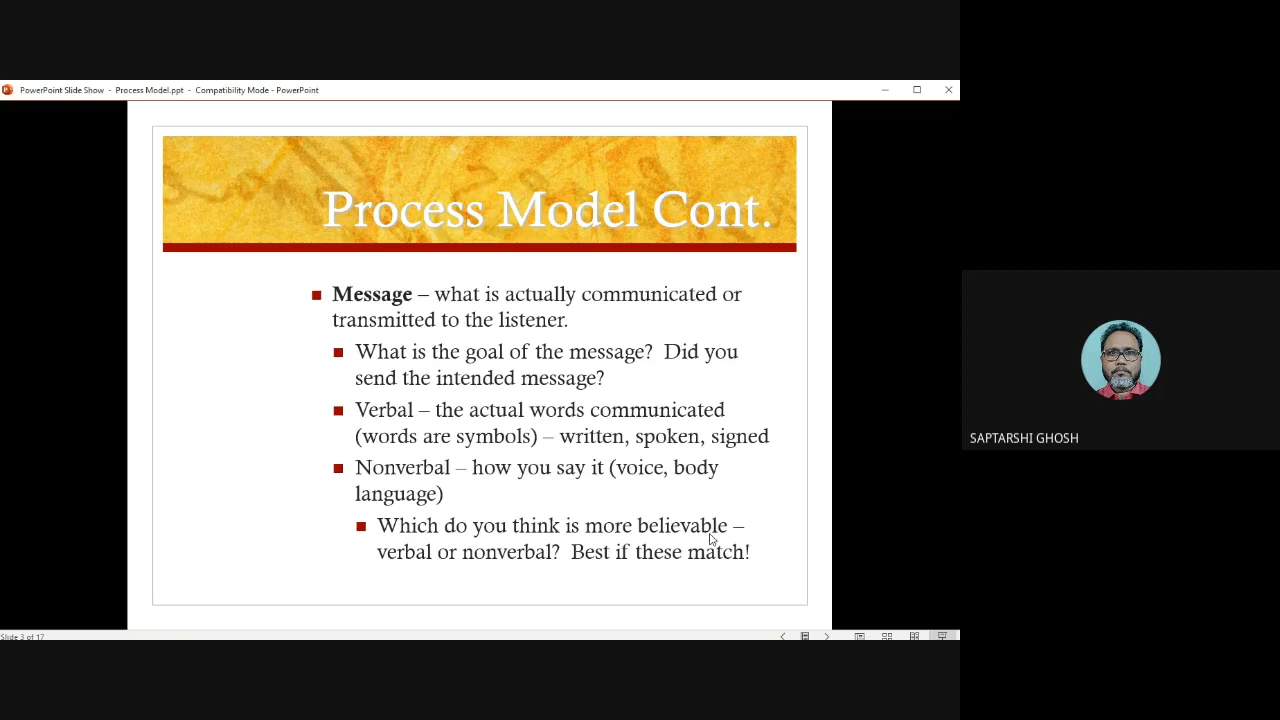 PowerPoint Slide Show - Process Model.ppt - Compatibility Mode - PowerPoint
Process Model Cont.
Message – what is actually communicated or
transmitted to the listener.
What is the goal of the message? Did you
send the intended message?
Verbal – the actual words communicated
(words are symbols) – written, spoken, signed
Nonverbal – how you say it (voice, body
language)
Which do you think is more believable –
verbal or nonverbal? Best if these match!
Slide 3 of 17
SAPTARSHI GHOSH